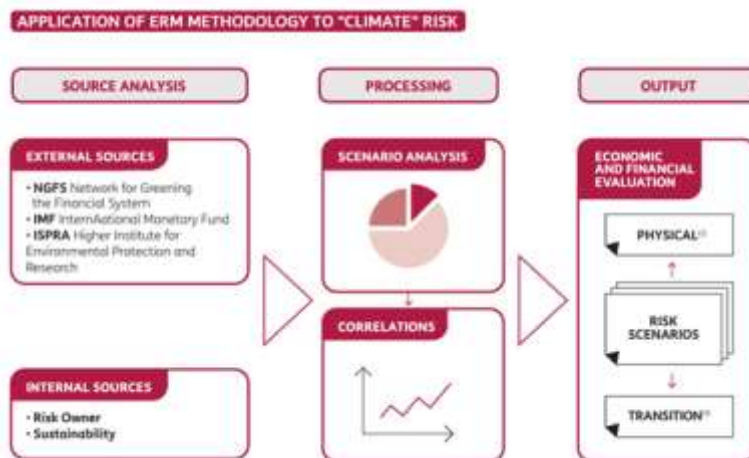 APPLICATION OF ERM METHODOLOGY TO "CLIMATE" RISK
SOURCE ANALYSIS
PROCESSING
OUTPUT
EXTERNAL SOURCES
• NGFS Network for Greening
the Financial System
• IMF InternAational Monetary Fund
• ISPRA Higher Institute for
Environmental Protection and
Research
INTERNAL SOURCES
• Risk Owner
• Sustainability
SCENARIO ANALYSIS
CORRELATIONS
ECONOMIC
AND FINANCIAL
EVALUATION
PHYSICAL
RISK
SCENARIOS
TRANSITION